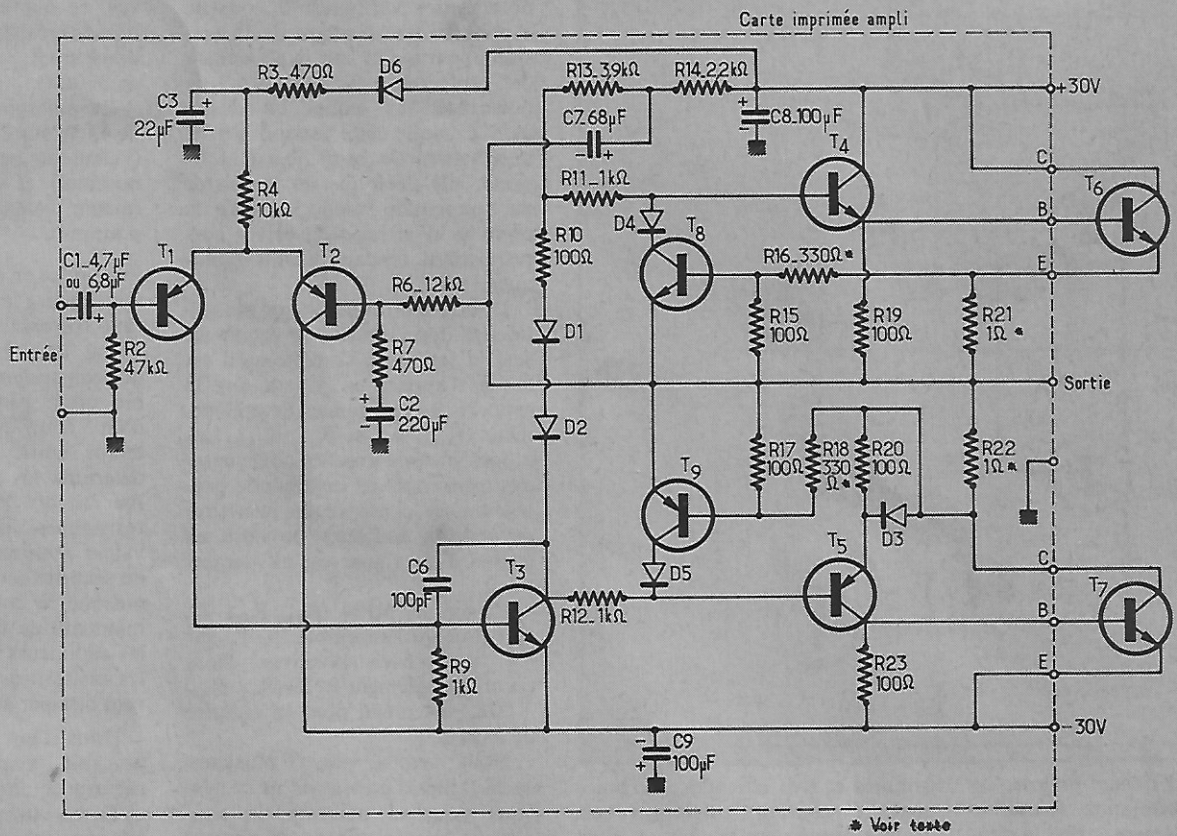 Carte imprimée ampli
R3_470Ω
D6
R13_3,9kΩ
R14_2,2kΩ
+30V
C3
22µF
+
-
C7_68µF
-
+
+
-
C8_100µF
T4
C
T6
R4
10kΩ
R11_1kΩ
D4
T8
B
R10
100Ω
R16_330Ω*
E
C1_4,7µF
ou 6,8µF
+
T1
T2
R6_12kΩ
R15
100Ω
R19
100Ω
R21
1Ω *
Entrée
R2
47kΩ
R7
470Ω
D1
Sortie
+
C2
220µF
D2
R17
100Ω
R18
330
Ω*
R20
100Ω
R22
1Ω*
T9
D3
C6
100pF
T3
D5
T5
C
T7
R12_1kΩ
B
R9
1kΩ
R23
100Ω
E
-30V
-
+
C9
100µF
* Voir texte